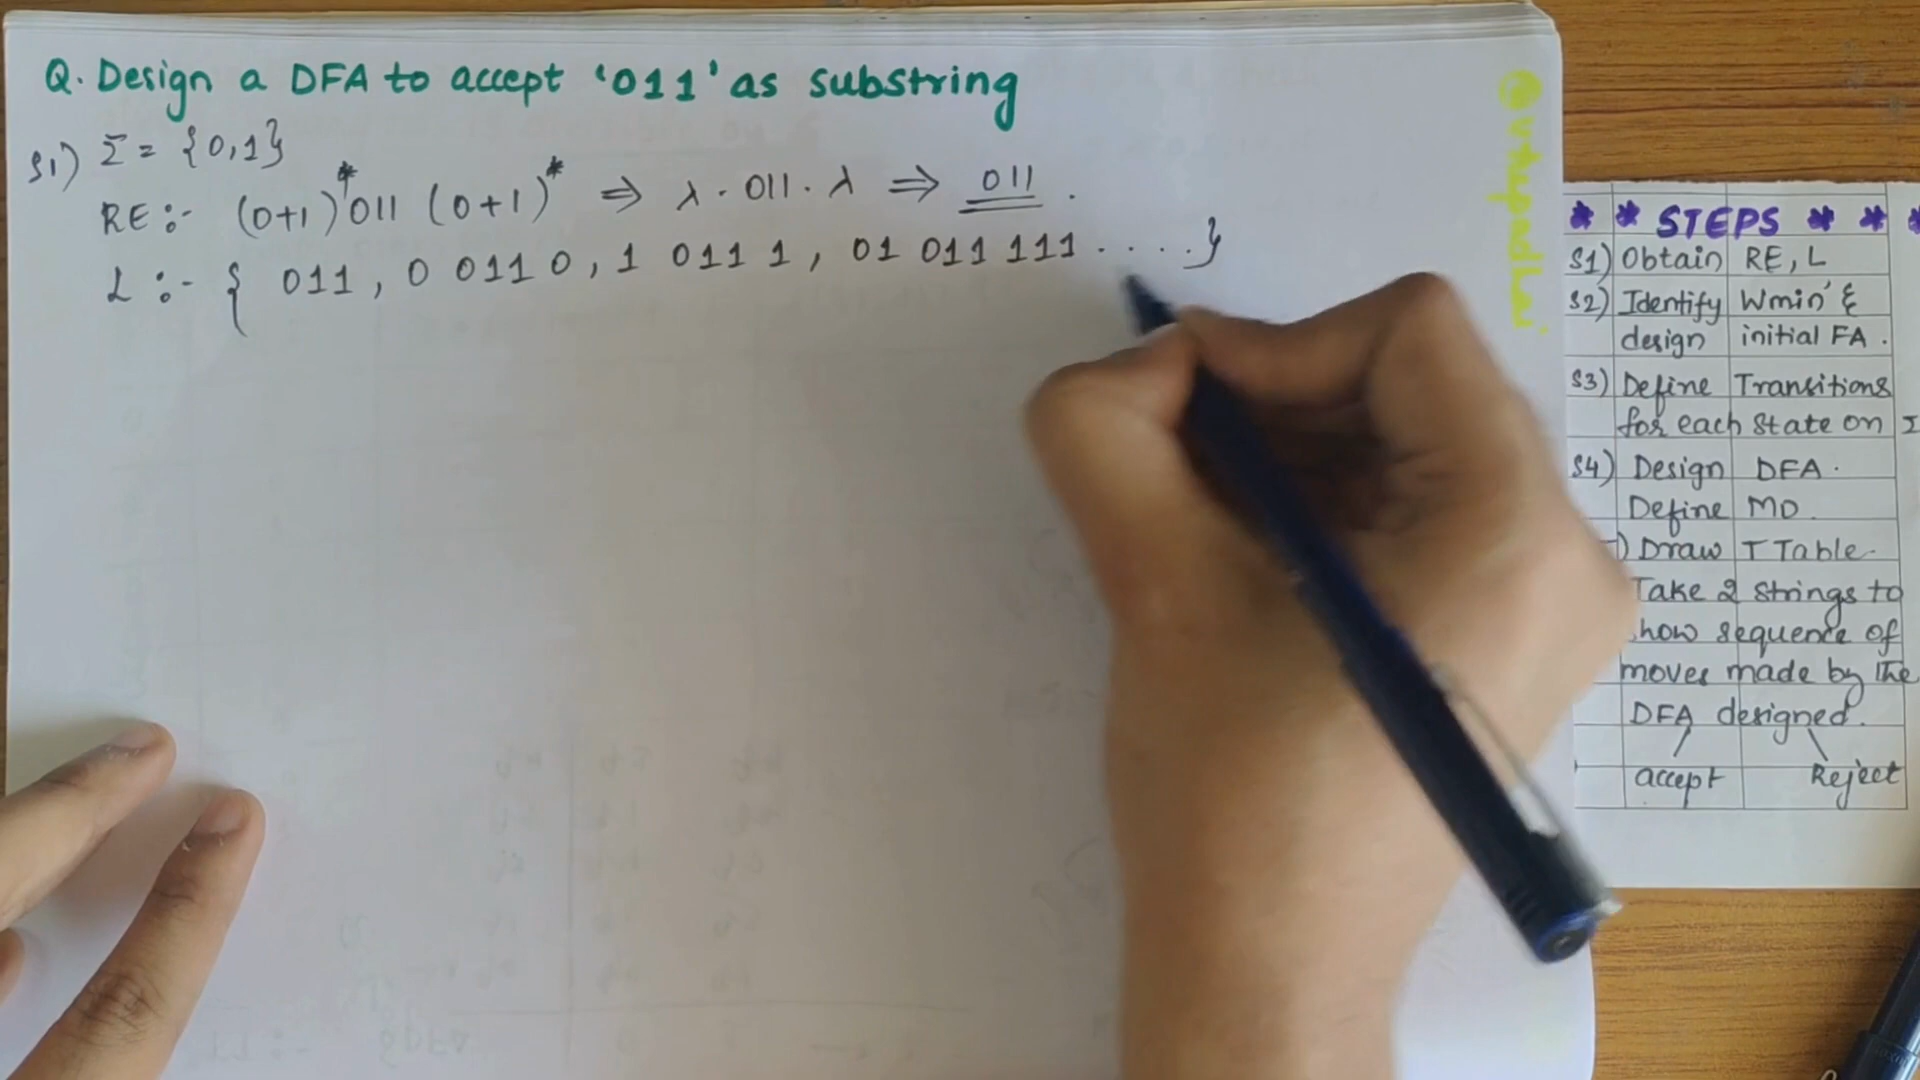 Q. Design a DFA to accept '011' as substring
S1) Σ = {0,1}
RE:- (0+1)*011 (0+1)* ⇒ λ · 011 · λ ⇒ 011 .
L :- { 011, 0 011 0, 1 011 1, 01 011 111 . . . . }
* * STEPS * * *
S1) Obtain RE, L
S2) Identify Wmin' &
design initial FA.
S3) Define Transitions
for each state on I
S4) Design DFA.
Define MD
) Draw T Table.
Take 2 strings to
how sequence of
moves made by the
DFA designed.
accept Reject